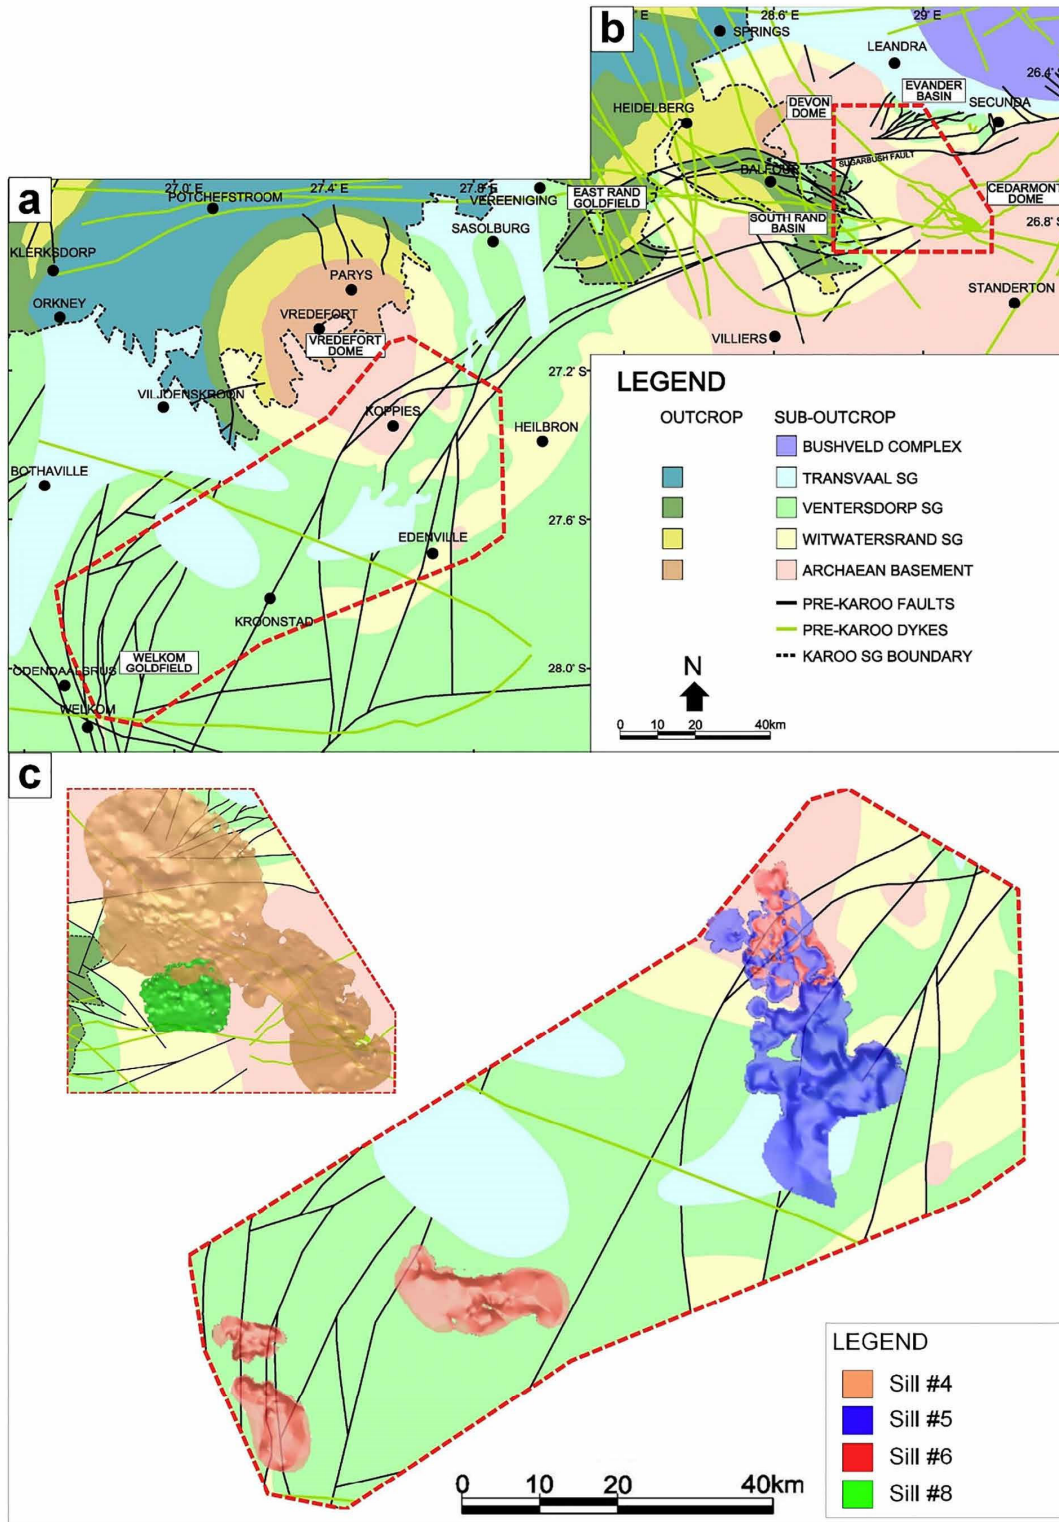 b
28.6° E
29° E
SPRINGS
LEANDRA
26.4° S
EVANDER
BASIN
HEIDELBERG
DEVON
DOME
SECUNDA
SUGARBUSH FAULT
BALFOUR
EAST RAND
GOLDFIELD
SOUTH RAND
BASIN
CEDARMONT
DOME
26.8° S
STANDERTON
VILLIERS
a
27.0° E
27.4° E
27.8° E
POTCHEFSTROOM
VEREENIGING
SASOLBURG
KLERKSDORP
PARYS
ORKNEY
VREDEFORT
VREDEFORT
DOME
27.2° S
VILJOENSKROON
KOPPIES
HEILBRON
BOTHAVILLE
27.6° S
EDENVILLE
KROONSTAD
WELKOM
GOLDFIELD
28.0° S
ODENDAALSRUS
WELKOM
LEGEND
OUTCROP
SUB-OUTCROP
BUSHVELD COMPLEX
TRANSVAAL SG
VENTERSDORP SG
WITWATERSRAND SG
ARCHAEAN BASEMENT
PRE-KAROO FAULTS
PRE-KAROO DYKES
KAROO SG BOUNDARY
N
0 10 20 40km
c
LEGEND
Sill #4
Sill #5
Sill #6
Sill #8
0 10 20 40km